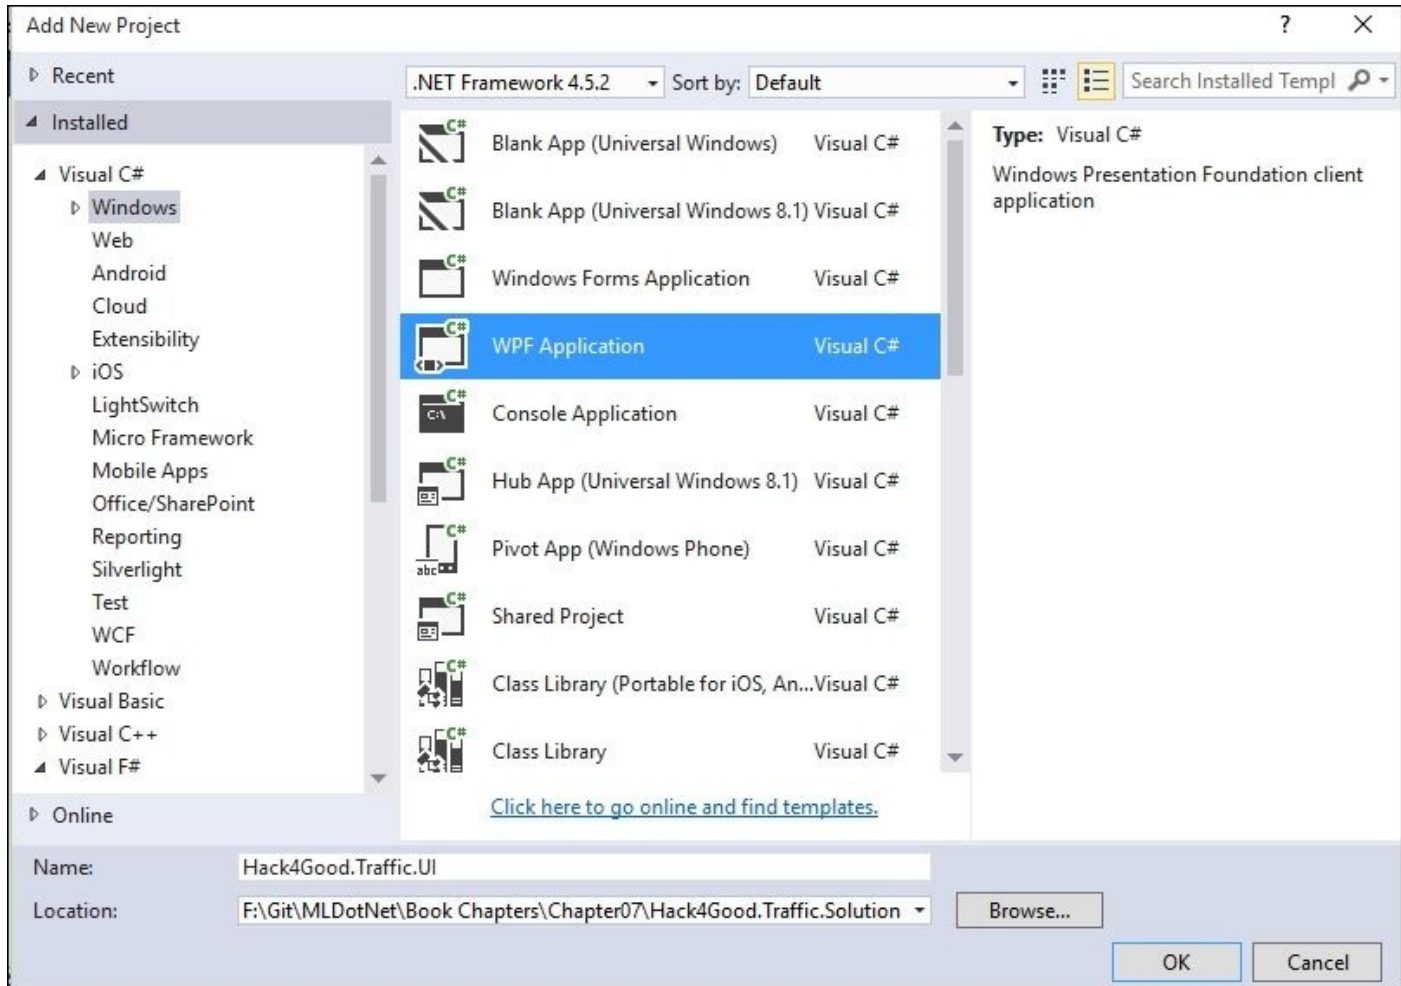 Add New Project
?
Recent
Installed
Visual C#
Windows
Web
Android
Cloud
Extensibility
iOS
LightSwitch
Micro Framework
Mobile Apps
Office/SharePoint
Reporting
Silverlight
Test
WCF
Workflow
Visual Basic
Visual C++
Visual F#
Online
.NET Framework 4.5.2 Sort by: Default
Search Installed Templ
C# Blank App (Universal Windows) Visual C#
C# Blank App (Universal Windows 8.1) Visual C#
C# Windows Forms Application Visual C#
C# WPF Application Visual C#
C# C:\ Console Application Visual C#
C# Hub App (Universal Windows 8.1) Visual C#
C# abc Pivot App (Windows Phone) Visual C#
C# Shared Project Visual C#
C# Class Library (Portable for iOS, An...Visual C#
C# Class Library Visual C#
Click here to go online and find templates.
Type: Visual C#
Windows Presentation Foundation client
application
Name: Hack4Good.Traffic.UI
Location: F:\Git\MLDotNet\Book Chapters\Chapter07\Hack4Good.Traffic.Solution Browse...
OK Cancel